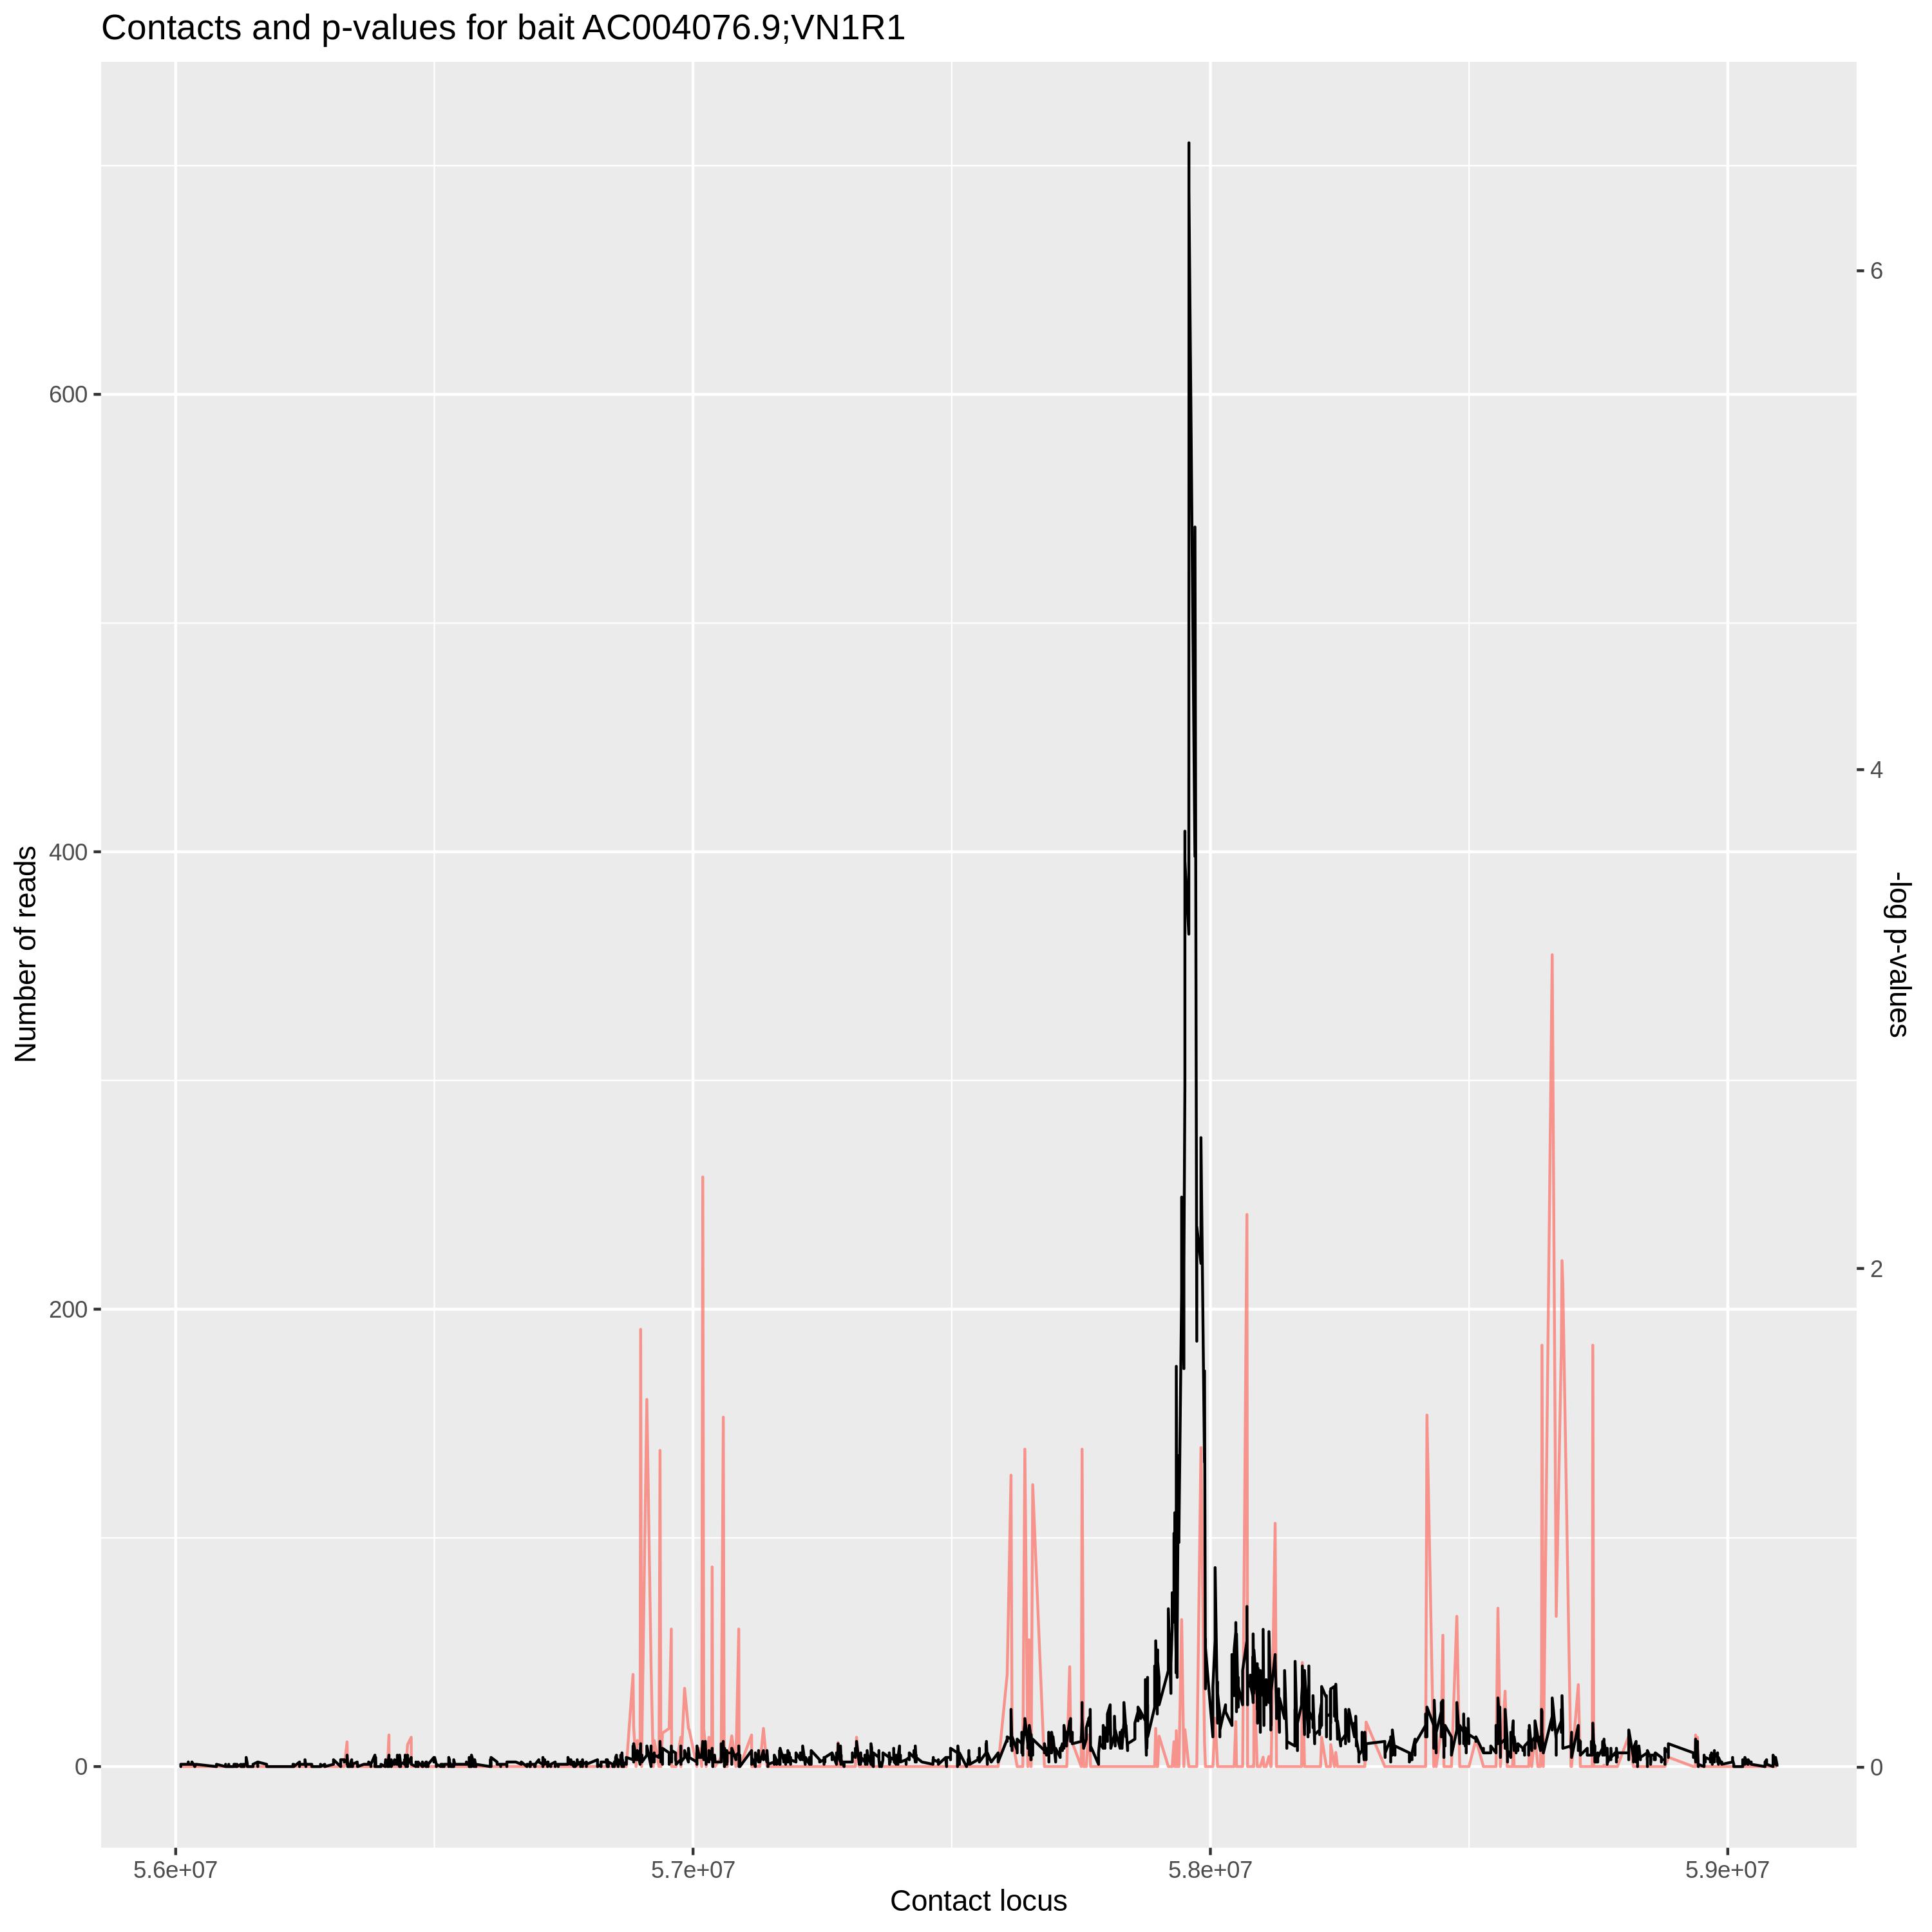 Contacts and p-values for bait AC004076.9;VN1R1
600
400
200
0
Number of reads
6
4
2
0
-log p-values
5.6e+07
5.7e+07
5.8e+07
5.9e+07
Contact locus